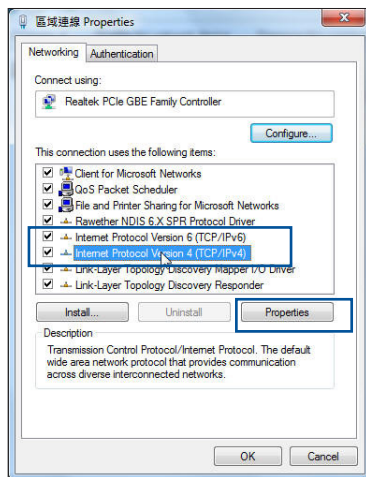 區域連線 Properties
Networking
Authentication
Connect using:
Realtek PCIe GBE Family Controller
Configure...
This connection uses the following items:
Client for Microsoft Networks
QoS Packet Scheduler
File and Printer Sharing for Microsoft Networks
Rawether NDIS 6.X SPR Protocol Driver
Internet Protocol Version 6 (TCP/IPv6)
Internet Protocol Version 4 (TCP/IPv4)
Link-Layer Topology Discovery Mapper I/O Driver
Link-Layer Topology Discovery Responder
Install...
Uninstall
Properties
Description
Transmission Control Protocol/Internet Protocol. The default
wide area network protocol that provides communication
across diverse interconnected networks.
OK
Cancel